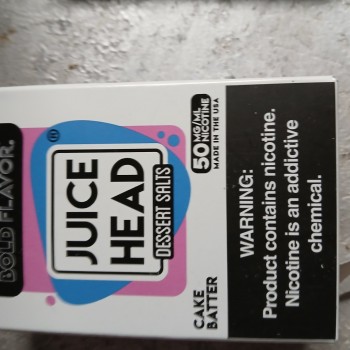 BOLD FLAVOR.
JUICE
HEAD
®
DESSERT SALTS
50 MG/ML
NICOTINE
MADE IN THE USA
CAKE
BATTER
WARNING:
Product contains nicotine.
Nicotine is an addictive
chemical.